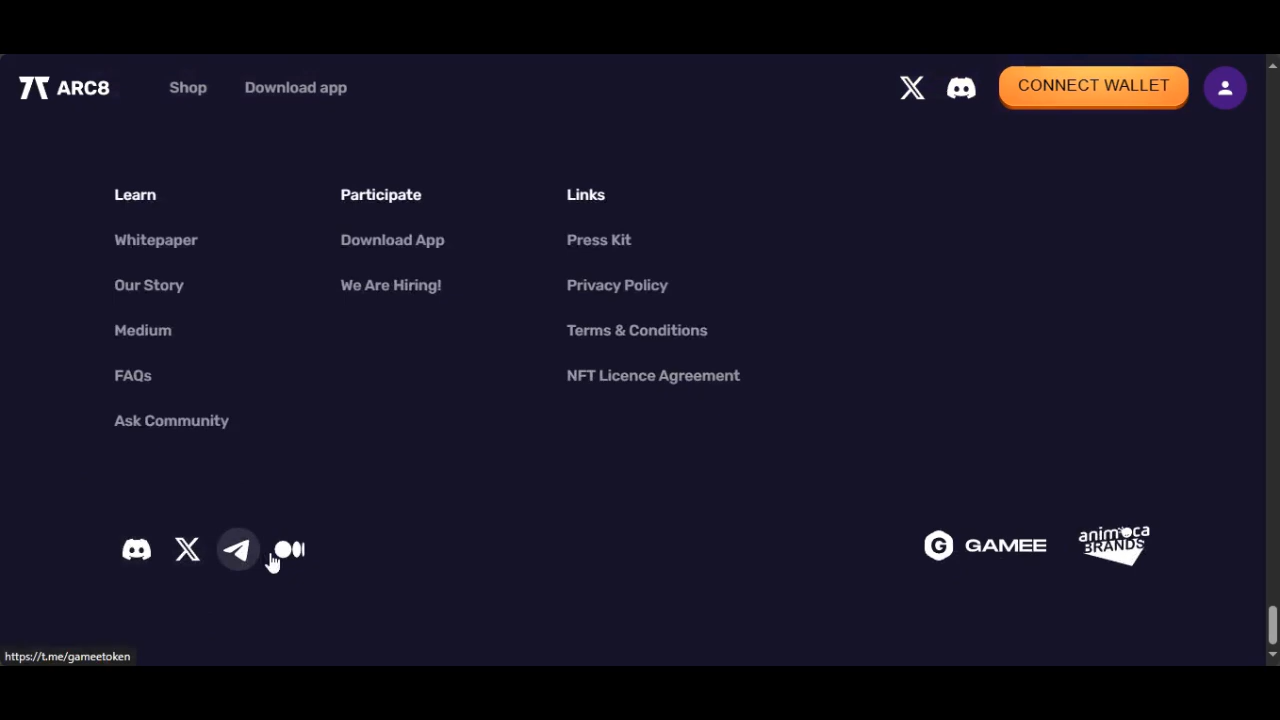 ARC8
Shop
Download app
CONNECT WALLET
Learn
Whitepaper
Our Story
Medium
FAQs
Ask Community
Participate
Download App
We Are Hiring!
Links
Press Kit
Privacy Policy
Terms & Conditions
NFT Licence Agreement
G GAMEE
animoca
BRANDS
https://t.me/gameetoken